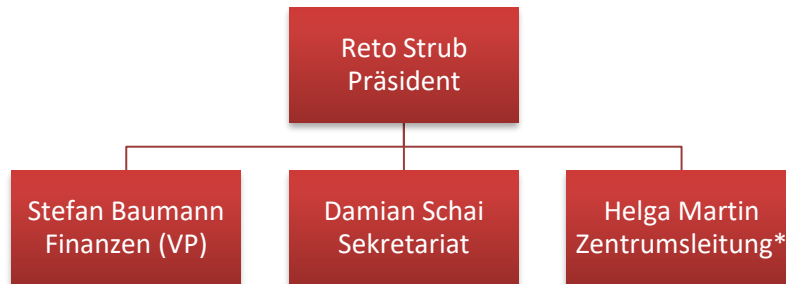 Reto Strub
Präsident
Stefan Baumann
Finanzen (VP)
Damian Schai
Sekretariat
Helga Martin
Zentrumsleitung*